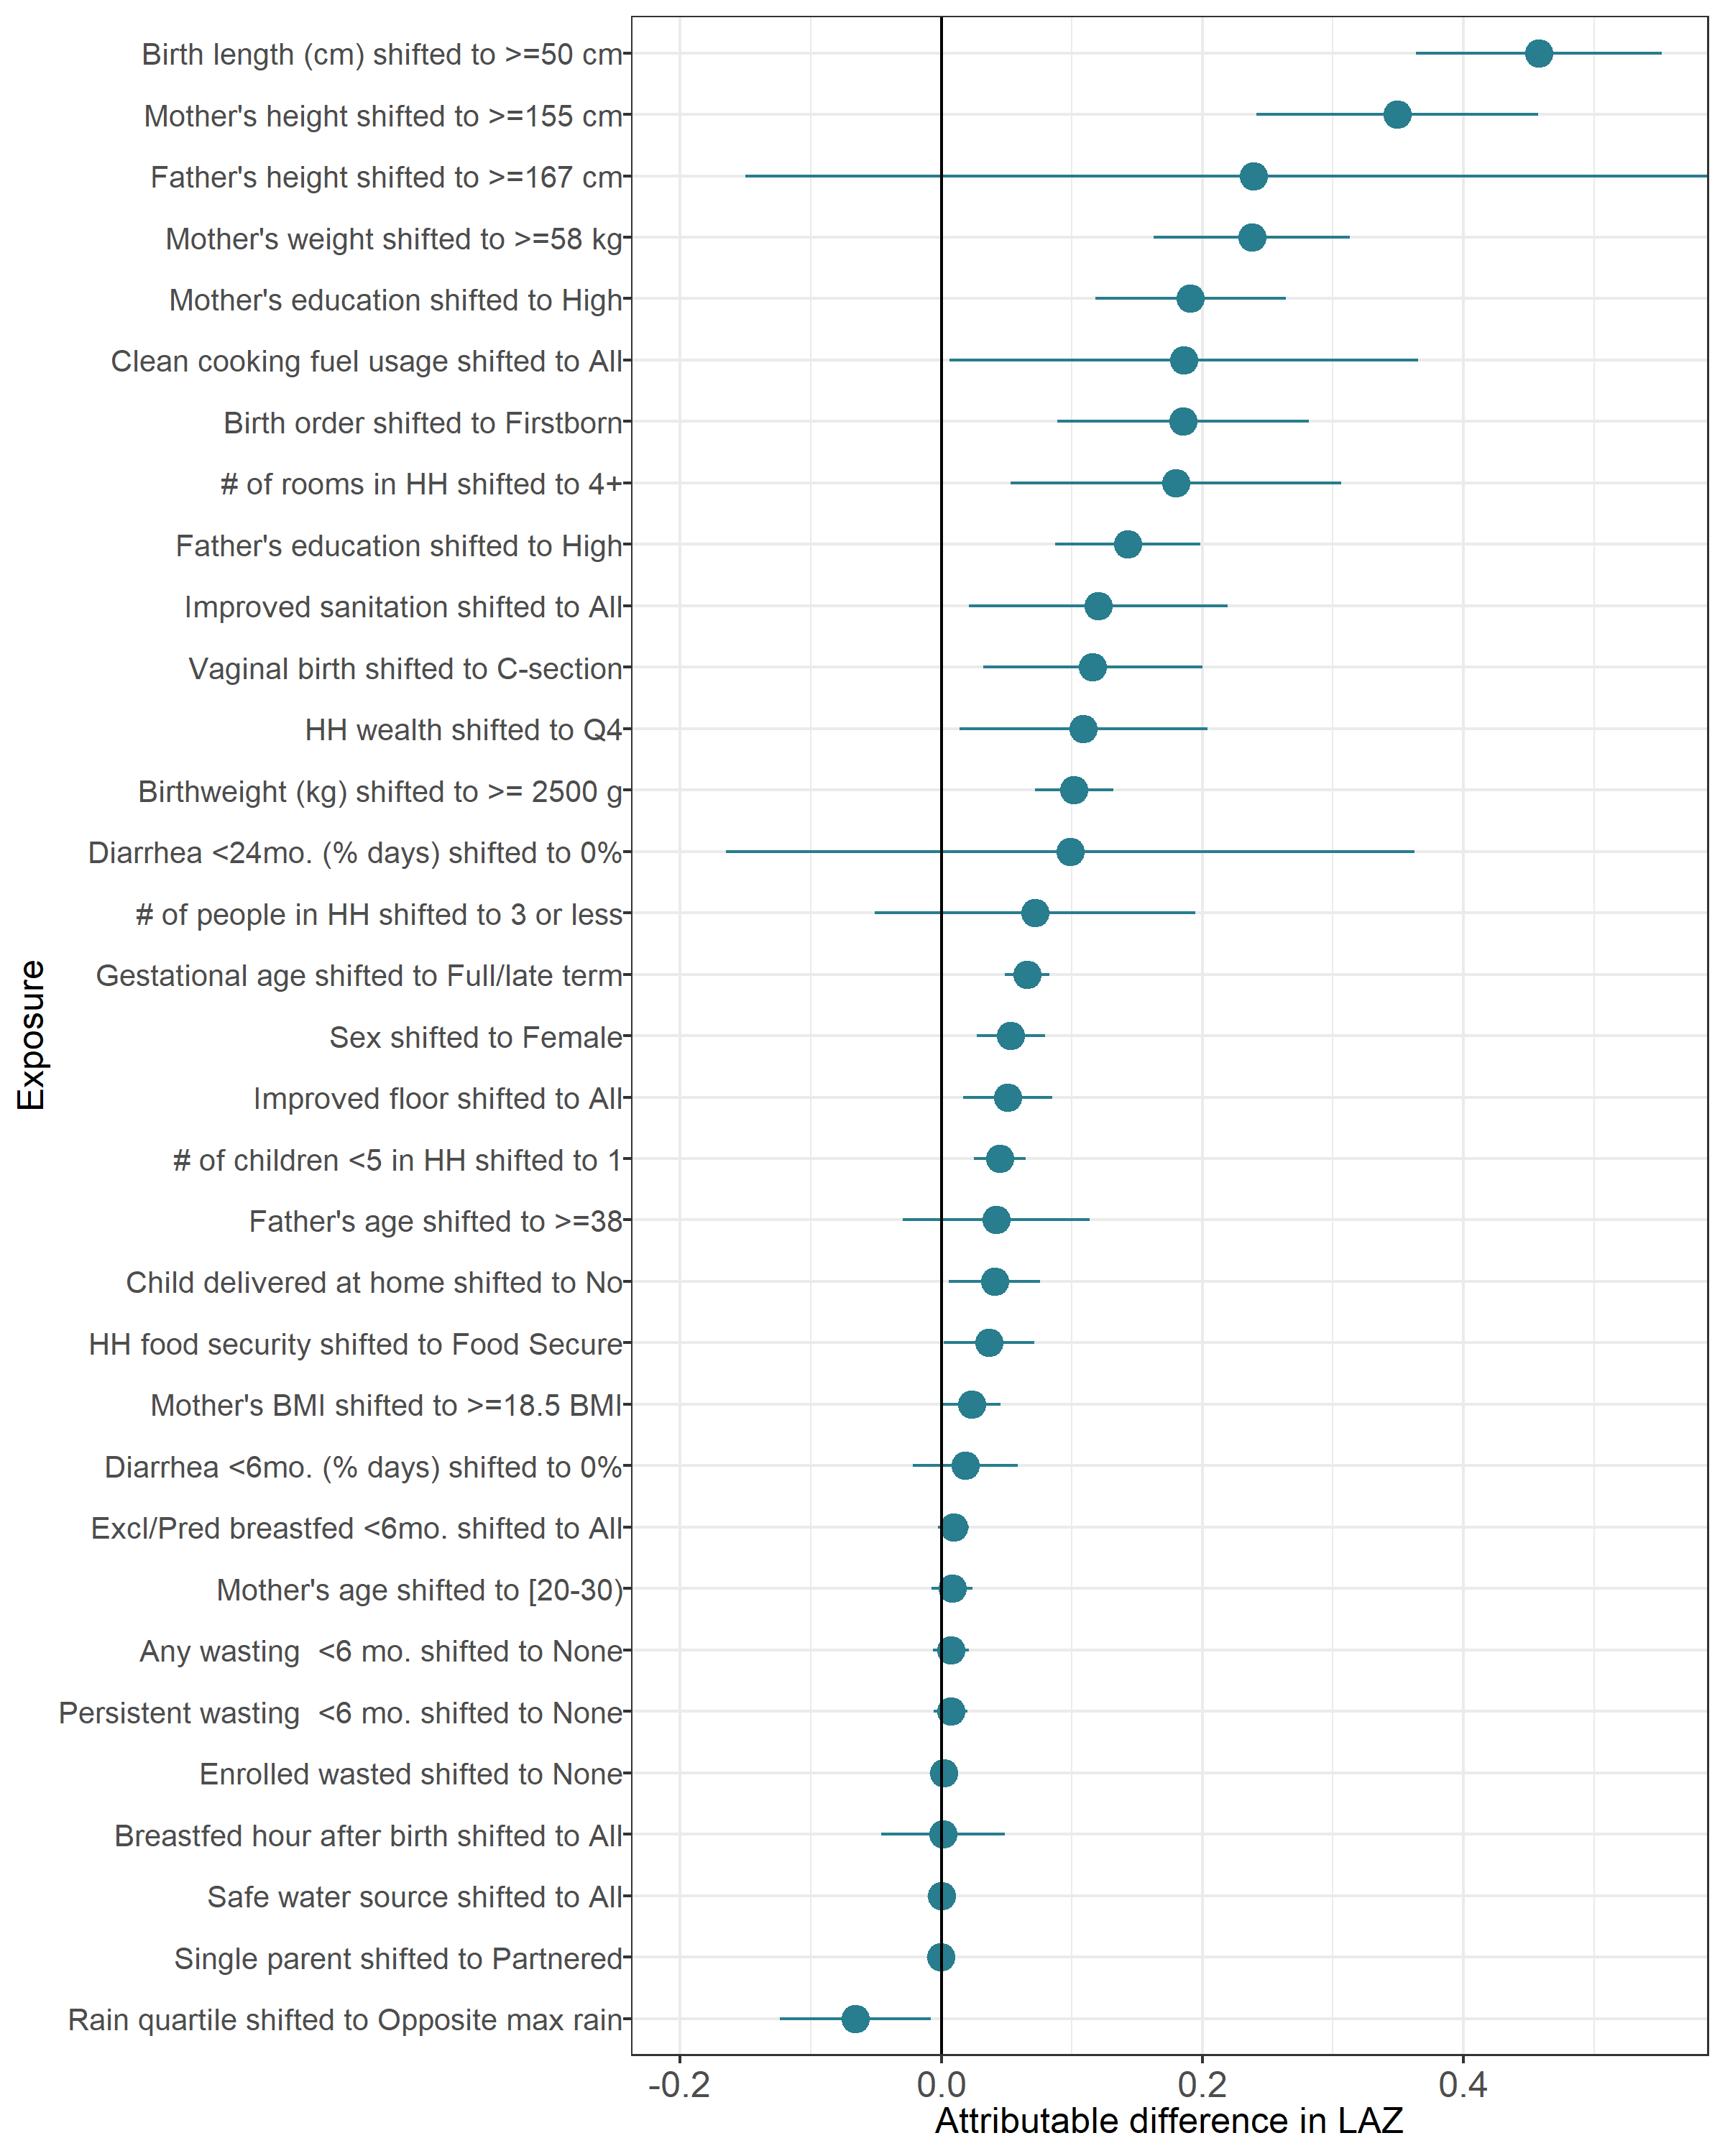 Birth length (cm) shifted to >=50 cm
Mother's height shifted to >=155 cm
Father's height shifted to >=167 cm
Mother's weight shifted to >=58 kg
Mother's education shifted to High
Clean cooking fuel usage shifted to All
Birth order shifted to Firstborn
# of rooms in HH shifted to 4+
Father's education shifted to High
Improved sanitation shifted to All
Vaginal birth shifted to C-section
HH wealth shifted to Q4
Birthweight (kg) shifted to >= 2500 g
Diarrhea <24mo. (% days) shifted to 0%
# of people in HH shifted to 3 or less
Gestational age shifted to Full/late term
Sex shifted to Female
Improved floor shifted to All
# of children <5 in HH shifted to 1
Father's age shifted to >=38
Child delivered at home shifted to No
HH food security shifted to Food Secure
Mother's BMI shifted to >=18.5 BMI
Diarrhea <6mo. (% days) shifted to 0%
Excl/Pred breastfed <6mo. shifted to All
Mother's age shifted to [20-30)
Any wasting  <6 mo. shifted to None
Persistent wasting  <6 mo. shifted to None
Enrolled wasted shifted to None
Breastfed hour after birth shifted to All
Safe water source shifted to All
Single parent shifted to Partnered
Rain quartile shifted to Opposite max rain
Exposure
-0.2 0.0 0.2 0.4
Attributable difference in LAZ